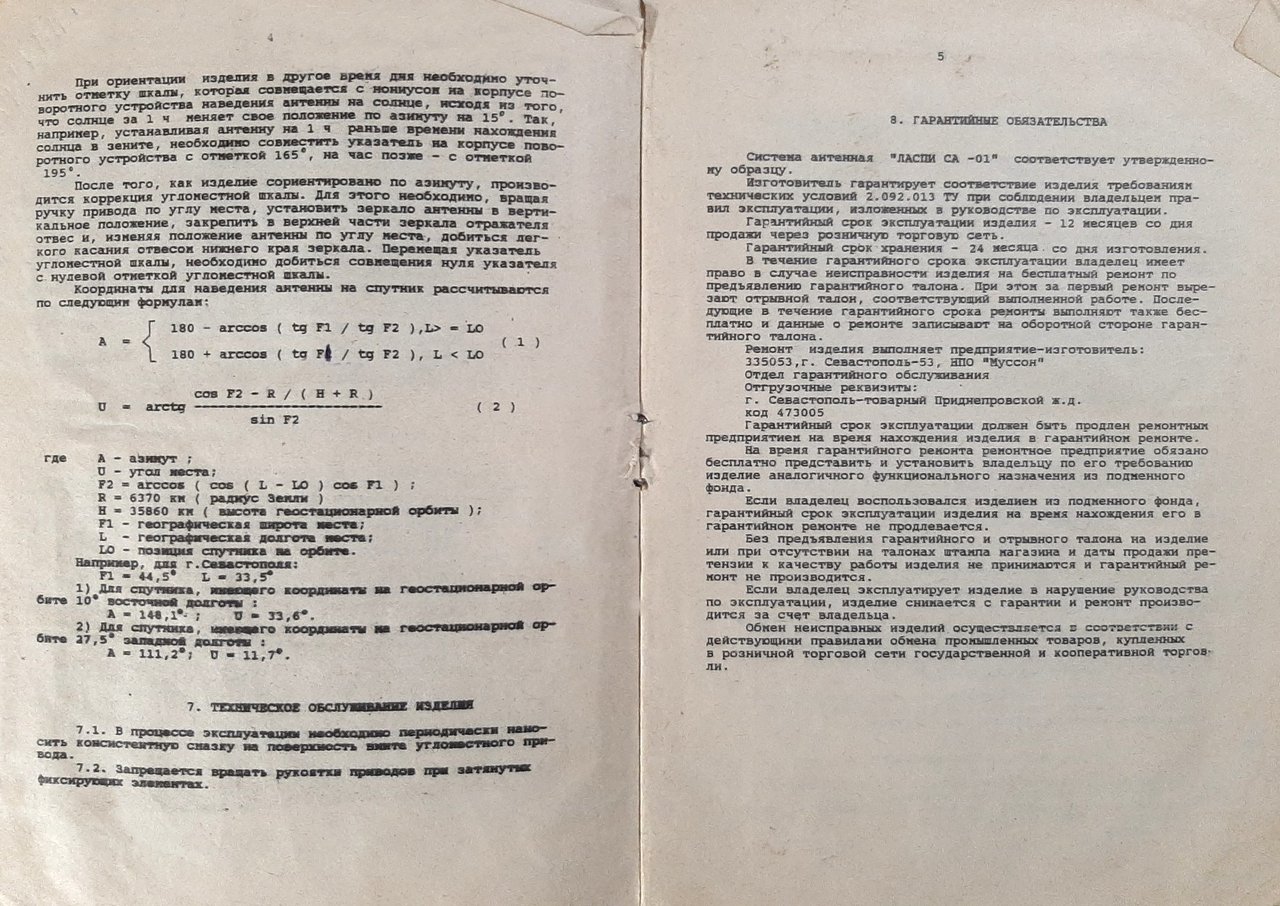 4
При ориентации изделия в другое время дня необходимо уточ-
нить отметку шкалы, которая совмещается с нониусом на корпусе по-
воротного устройства наведения антенны на солнце, исходя из того,
что солнце за 1 ч меняет свое положение по азимуту на 15°. Так,
например, устанавливая антенну на 1 ч раньше времени нахождения
солнца в зените, необходимо совместить указатель на корпусе пово-
ротного устройства с отметкой 165°, на час позже - с отметкой
195°.
После того, как изделие сориентировано по азимуту, произво-
дится коррекция угломестной шкалы. Для этого необходимо, вращая
ручку привода по углу места, установить зеркало антенны в верти-
кальное положение, закрепить в верхней части зеркала отражателя
отвес и, изменяя положение антенны по углу места, добиться лег-
кого касания отвесом нижнего края зеркала. Перемещая указатель
угломестной шкалы, необходимо добиться совмещения нуля указателя
с нулевой отметкой угломестной шкалы.
Координаты для наведения антенны на спутник рассчитываются
по следующим формулам:
180 - arccos ( tg F1 / tg F2 ),L> = LO
A = { ( 1 )
180 + arccos ( tg F1 / tg F2 ), L < LO
cos F2 - R / ( H + R )
U = arctg ------------------------ ( 2 )
sin F2
где A - азимут ;
U - угол места;
F2 = arccos ( cos ( L - LO ) cos F1 ) ;
R = 6370 км ( радиус Земли )
H = 35860 км ( высота геостационарной орбиты );
F1 - географическая широта места;
L - географическая долгота места;
LO - позиция спутника на орбите.
Например, для г.Севастополя:
F1 = 44,5° L = 33,5°
1) Для спутника, имеющего координаты на геостационарной ор-
бите 10° восточной долготы :
A = 148,1° ; U = 33,6°.
2) Для спутника, имеющего координаты на геостационарной ор-
бите 27,5° западной долготы :
A = 111,2°; U = 11,7°.
7. ТЕХНИЧЕСКОЕ ОБСЛУЖИВАНИЕ ИЗДЕЛИЯ
7.1. В процессе эксплуатации необходимо периодически нано-
сить консистентную смазку на поверхность винта угломестного при-
вода.
7.2. Запрещается вращать рукоятки приводов при затянутых
фиксирующих элементах.
5
8. ГАРАНТИЙНЫЕ ОБЯЗАТЕЛЬСТВА
Система антенная "ЛАСПИ СА -01" соответствует утвержденно-
му образцу.
Изготовитель гарантирует соответствие изделия требованиям
технических условий 2.092.013 ТУ при соблюдении владельцем пра-
вил эксплуатации, изложенных в руководстве по эксплуатации.
Гарантийный срок эксплуатации изделия - 12 месяцев со дня
продажи через розничную торговую сеть.
Гарантийный срок хранения - 24 месяца со дня изготовления.
В течение гарантийного срока эксплуатации владелец имеет
право в случае неисправности изделия на бесплатный ремонт по
предъявлению гарантийного талона. При этом за первый ремонт выре-
зают отрывной талон, соответствующий выполненной работе. После-
дующие в течение гарантийного срока ремонты выполняют также бес-
платно и данные о ремонте записывают на оборотной стороне гаран-
тийного талона.
Ремонт изделия выполняет предприятие-изготовитель:
335053,г. Севастополь-53, НПО "Муссон"
Отдел гарантийного обслуживания
Отгрузочные реквизиты:
г. Севастополь-товарный Приднепровской ж.д.
код 473005
Гарантийный срок эксплуатации должен быть продлен ремонтным
предприятием на время нахождения изделия в гарантийном ремонте.
На время гарантийного ремонта ремонтное предприятие обязано
бесплатно представить и установить владельцу по его требованию
изделие аналогичного функционального назначения из подменного
фонда.
Если владелец воспользовался изделием из подменного фонда,
гарантийный срок эксплуатации изделия на время нахождения его в
гарантийном ремонте не продлевается.
Без предъявления гарантийного и отрывного талона на изделие
или при отсутствии на талонах штампа магазина и даты продажи пре-
тензии к качеству работы изделия не принимаются и гарантийный ре-
монт не производится.
Если владелец эксплуатирует изделие в нарушение руководства
по эксплуатации, изделие снимается с гарантии и ремонт произво-
дится за счет владельца.
Обмен неисправных изделий осуществляется в соответствии с
действующими правилами обмена промышленных товаров, купленных
в розничной торговой сети государственной и кооперативной торгов-
ли.